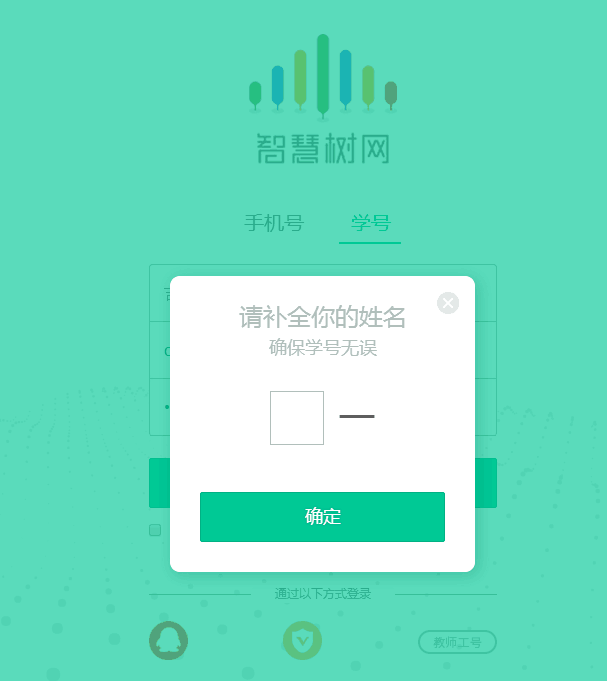 智慧树网
手机号
学号
请补全你的姓名
确保学号无误
一
确定
通过以下方式登录
教师工号